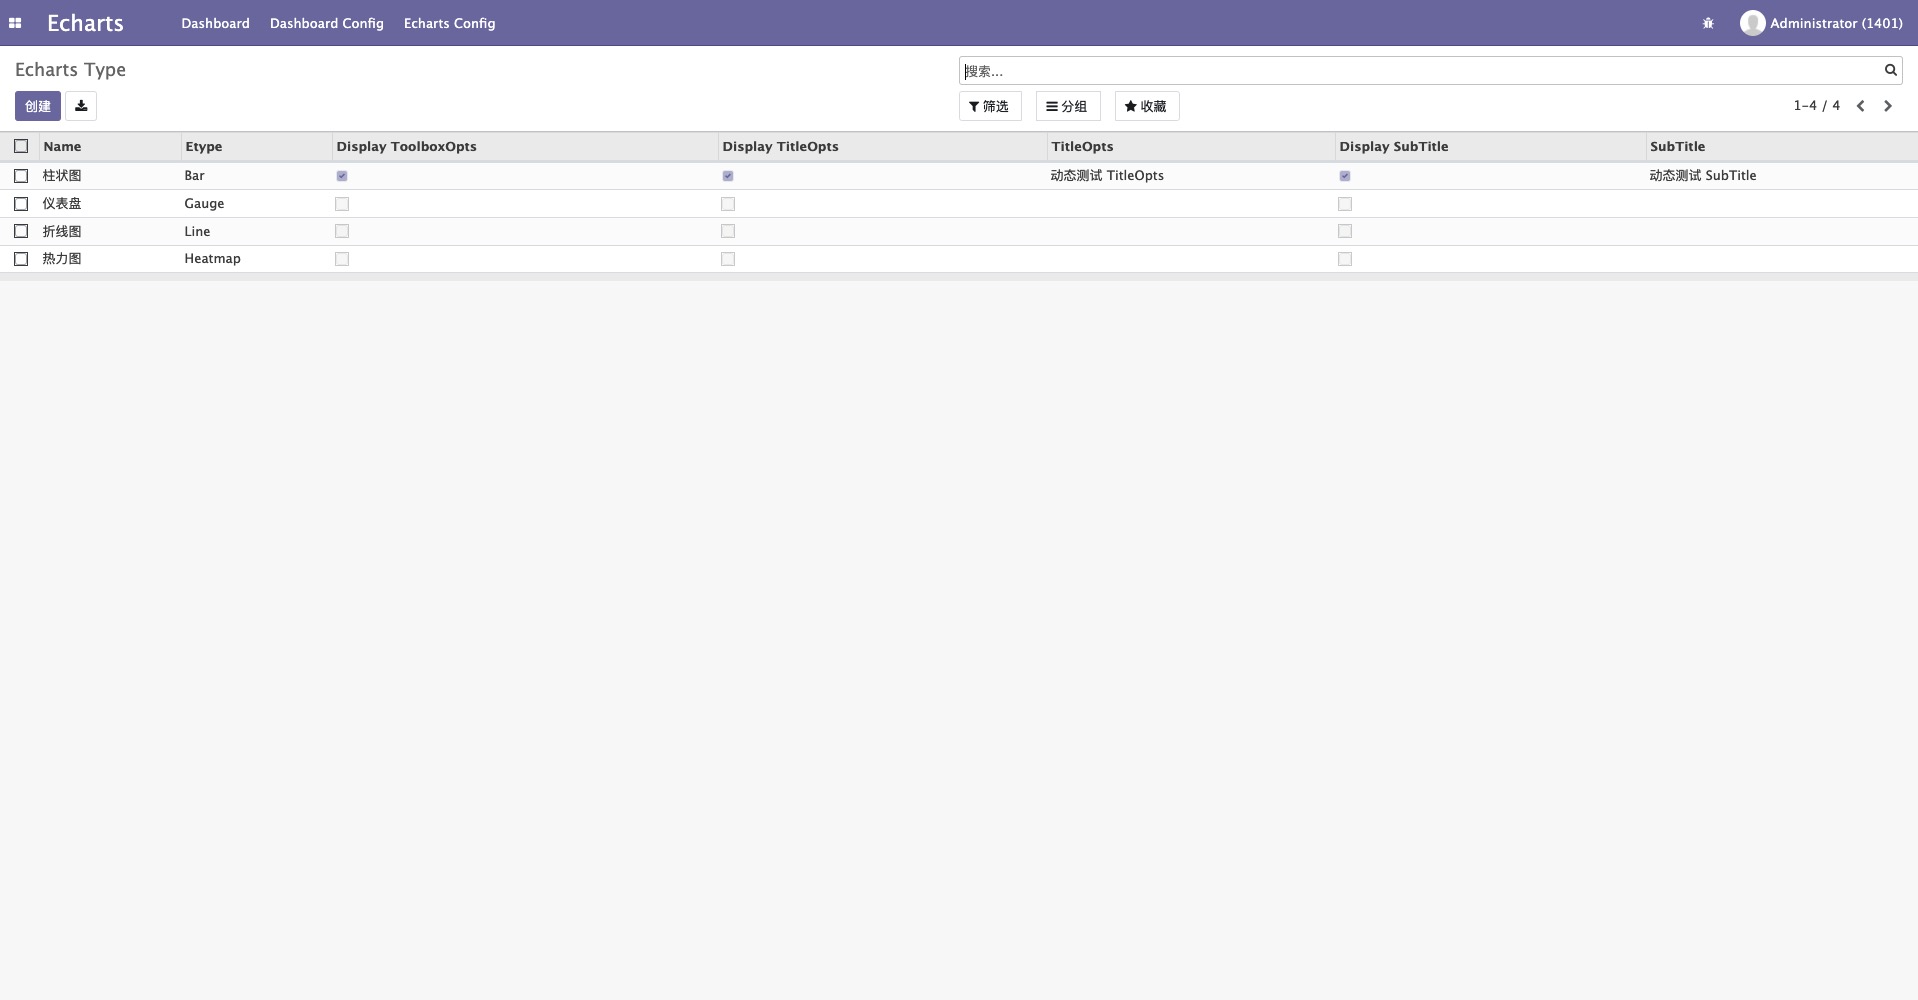 Echarts Dashboard Dashboard Config Echarts Config Administrator (1401)
Echarts Type 搜索...
创建 筛选 分组 收藏 1-4 / 4
Name Etype Display ToolboxOpts Display TitleOpts TitleOpts Display SubTitle SubTitle
柱状图 Bar 动态测试 TitleOpts 动态测试 SubTitle
仪表盘 Gauge
折线图 Line
热力图 Heatmap